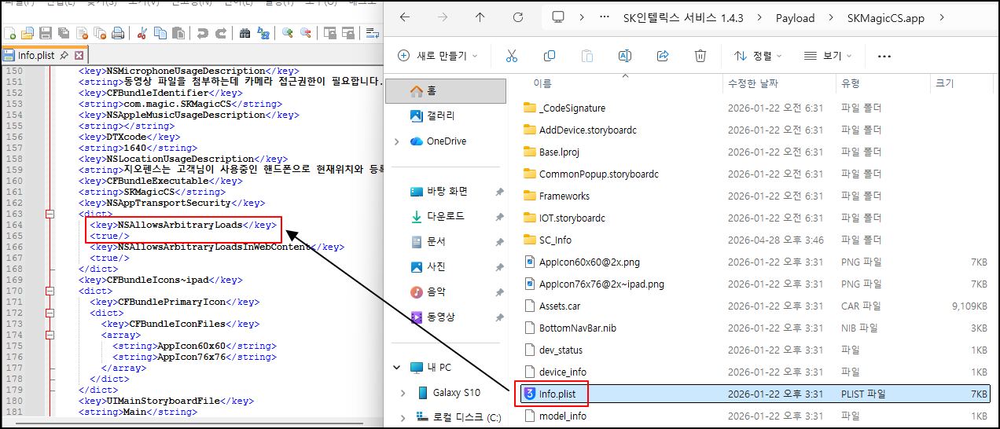 Info.plist
150 <key>NSMicrophoneUsageDescription</key>
151 <string>동영상 파일을 첨부하는데 카메라 접근권한이 필요합니다.
152 <key>CFBundleIdentifier</key>
153 <string>com.magic.SKMagicCS</string>
154 <key>NSAppleMusicUsageDescription</key>
155 <string></string>
156 <key>DTXcode</key>
157 <string>1640</string>
158 <key>NSLocationUsageDescription</key>
159 <string>지오펜스는 고객님이 사용중인 핸드폰으로 현재위치와 등록
160 <key>CFBundleExecutable</key>
161 <string>SKMagicCS</string>
162 <key>NSAppTransportSecurity</key>
163 <dict>
164 <key>NSAllowsArbitraryLoads</key>
165 <true/>
166 <key>NSAllowsArbitraryLoadsInWebContent</key>
167 <true/>
168 </dict>
169 <key>CFBundleIcons~ipad</key>
170 <dict>
171 <key>CFBundlePrimaryIcon</key>
172 <dict>
173 <key>CFBundleIconFiles</key>
174 <array>
175 <string>AppIcon60x60</string>
176 <string>AppIcon76x76</string>
177 </array>
178 </dict>
179 </dict>
180 <key>UIMainStoryboardFile</key>
181 <string>Main</string>
SK인텔릭스 서비스 1.4.3 > Payload > SKMagicCS.app >
새로 만들기
정렬
보기
홈
갤러리
OneDrive
바탕 화면
다운로드
문서
사진
음악
동영상
내 PC
Galaxy S10
로컬 디스크 (C:)
이름 수정한 날짜 유형 크기
_CodeSignature 2026-01-22 오전 6:31 파일 폴더
AddDevice.storyboardc 2026-01-22 오전 6:31 파일 폴더
Base.lproj 2026-01-22 오전 6:31 파일 폴더
CommonPopup.storyboardc 2026-01-22 오전 6:31 파일 폴더
Frameworks 2026-01-22 오전 6:31 파일 폴더
IOT.storyboardc 2026-01-22 오전 6:31 파일 폴더
SC_Info 2026-04-28 오후 3:46 파일 폴더
AppIcon60x60@2x.png 2026-01-22 오후 3:31 PNG 파일 7KB
AppIcon76x76@2x~ipad.png 2026-01-22 오후 3:31 PNG 파일 7KB
Assets.car 2026-01-22 오후 3:31 CAR 파일 9,109KB
BottomNavBar.nib 2026-01-22 오후 3:31 NIB 파일 3KB
dev_status 2026-01-22 오후 3:31 파일 1KB
device_info 2026-01-22 오후 3:31 파일 1KB
Info.plist 2026-01-22 오후 3:31 PLIST 파일 7KB
model_info 2026-01-22 오후 3:31 파일 1KB